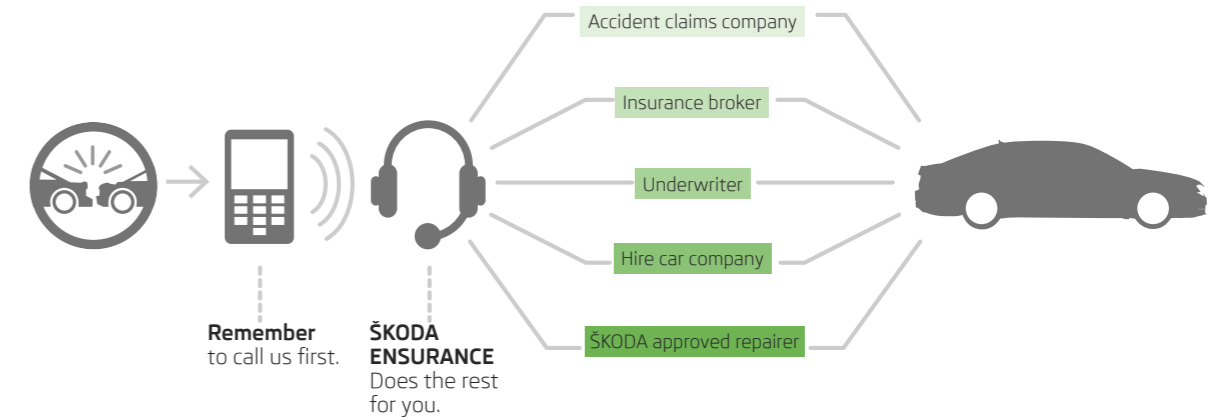 Accident claims company
Insurance broker
Underwriter
Hire car company
ŠKODA approved repairer
Remember
to call us first.
ŠKODA
ENSURANCE
Does the rest
for you.